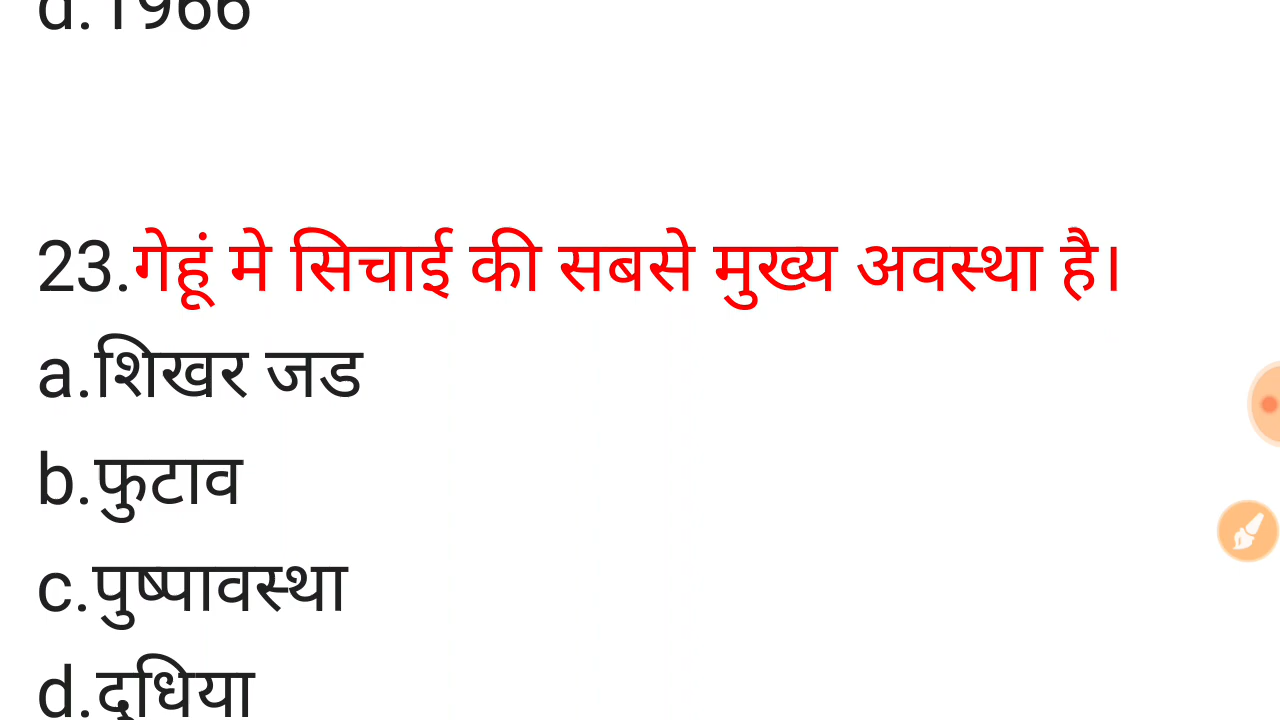 d.1966
23.गेहूं मे सिचाई की सबसे मुख्य अवस्था है।
a.शिखर जड
b.फुटाव
c.पुष्पावस्था
d.दुधिया